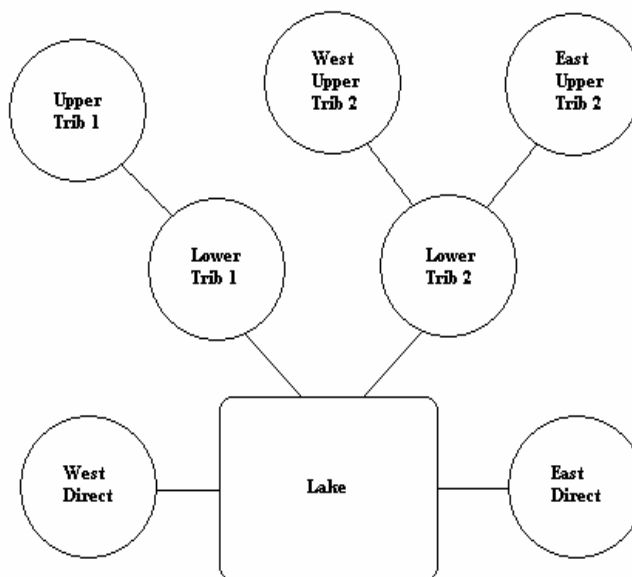 West
Upper
Trib 2
East
Upper
Trib 2
Upper
Trib 1
Lower
Trib 1
Lower
Trib 2
West
Direct
Lake
East
Direct